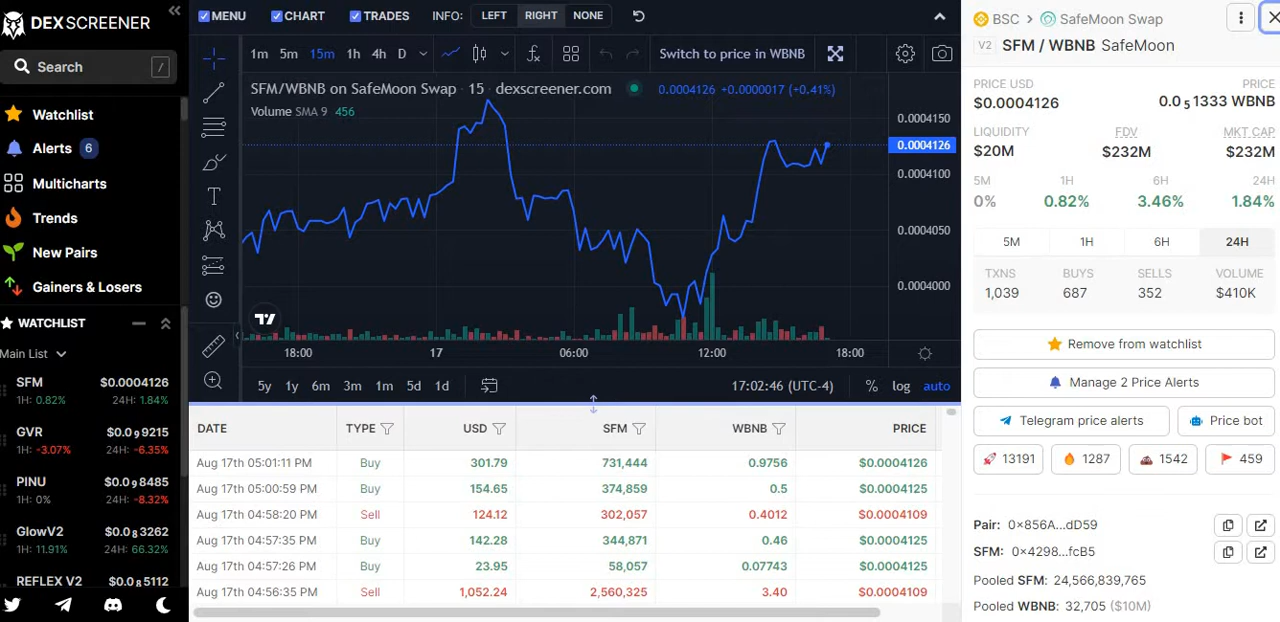 DEX SCREENER
Search /
Watchlist
Alerts 6
Multicharts
Trends
New Pairs
Gainers & Losers
WATCHLIST
Main List
SFM $0.0004126
1H: 0.82% 24H: 1.84%
GVR $0.0₉9215
1H: -3.07% 24H: -6.35%
PINU $0.0₉8485
1H: 0% 24H: -8.32%
GlowV2 $0.0₈3262
1H: 11.91% 24H: 66.32%
REFLEX V2 $0.0₈5112
MENU CHART TRADES INFO: LEFT RIGHT NONE
1m 5m 15m 1h 4h D Switch to price in WBNB
SFM/WBNB on SafeMoon Swap · 15 · dexscreener.com 0.0004126 +0.0000017 (+0.41%)
Volume SMA 9 456
0.0004150
0.0004126
0.0004100
0.0004050
0.0004000
18:00 17 06:00 12:00 18:00
5y 1y 6m 3m 1m 5d 1d 17:02:46 (UTC-4) % log auto
DATE TYPE USD SFM WBNB PRICE
Aug 17th 05:01:11 PM Buy 301.79 731,444 0.9756 $0.0004126
Aug 17th 05:00:59 PM Buy 154.65 374,859 0.5 $0.0004126
Aug 17th 04:58:20 PM Sell 124.12 302,057 0.4012 $0.0004109
Aug 17th 04:57:35 PM Buy 142.28 344,871 0.46 $0.0004125
Aug 17th 04:57:26 PM Buy 23.95 58,057 0.07743 $0.0004125
Aug 17th 04:56:35 PM Sell 1,052.24 2,560,325 3.40 $0.0004109
BSC > SafeMoon Swap
V2 SFM / WBNB SafeMoon
PRICE USD PRICE
$0.0004126 0.0₅1333 WBNB
LIQUIDITY FDV MKT CAP
$20M $232M $232M
5M 1H 6H 24H
0% 0.82% 3.46% 1.84%
5M 1H 6H 24H
TXNS BUYS SELLS VOLUME
1,039 687 352 $410K
Remove from watchlist
Manage 2 Price Alerts
Telegram price alerts Price bot
13191 1287 1542 459
Pair: 0×856A...dD59
SFM: 0×4298...fcB5
Pooled SFM: 24,566,839,765
Pooled WBNB: 32,705 ($10M)